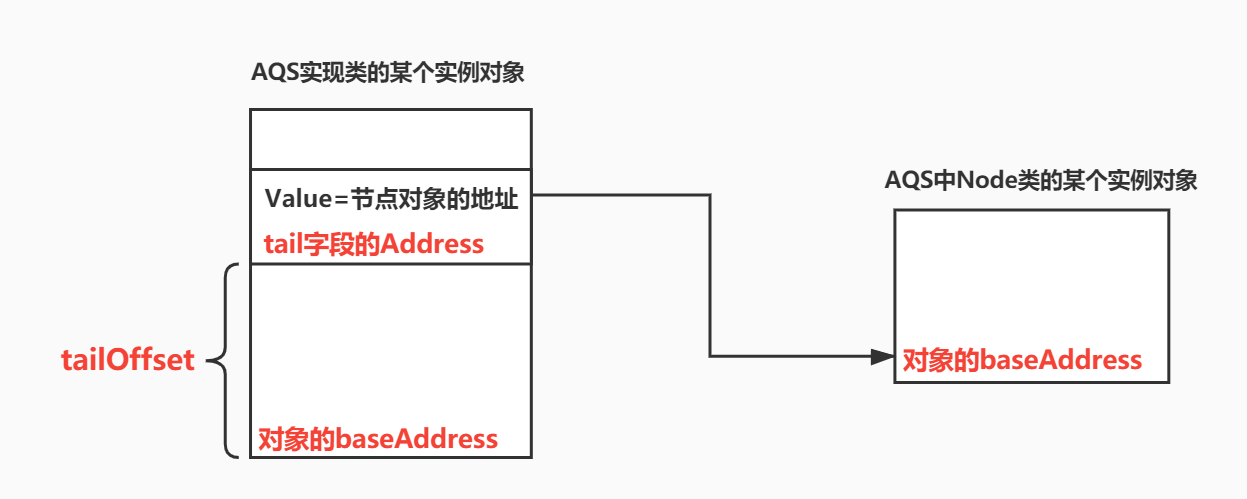 AQS实现类的某个实例对象
Value=节点对象的地址
tail字段的Address
tailOffset
对象的baseAddress
AQS中Node类的某个实例对象
对象的baseAddress